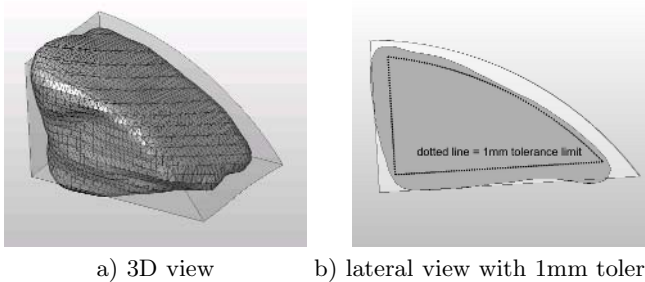 dotted line = 1mm tolerance limit
a) 3D view
b) lateral view with 1mm toler